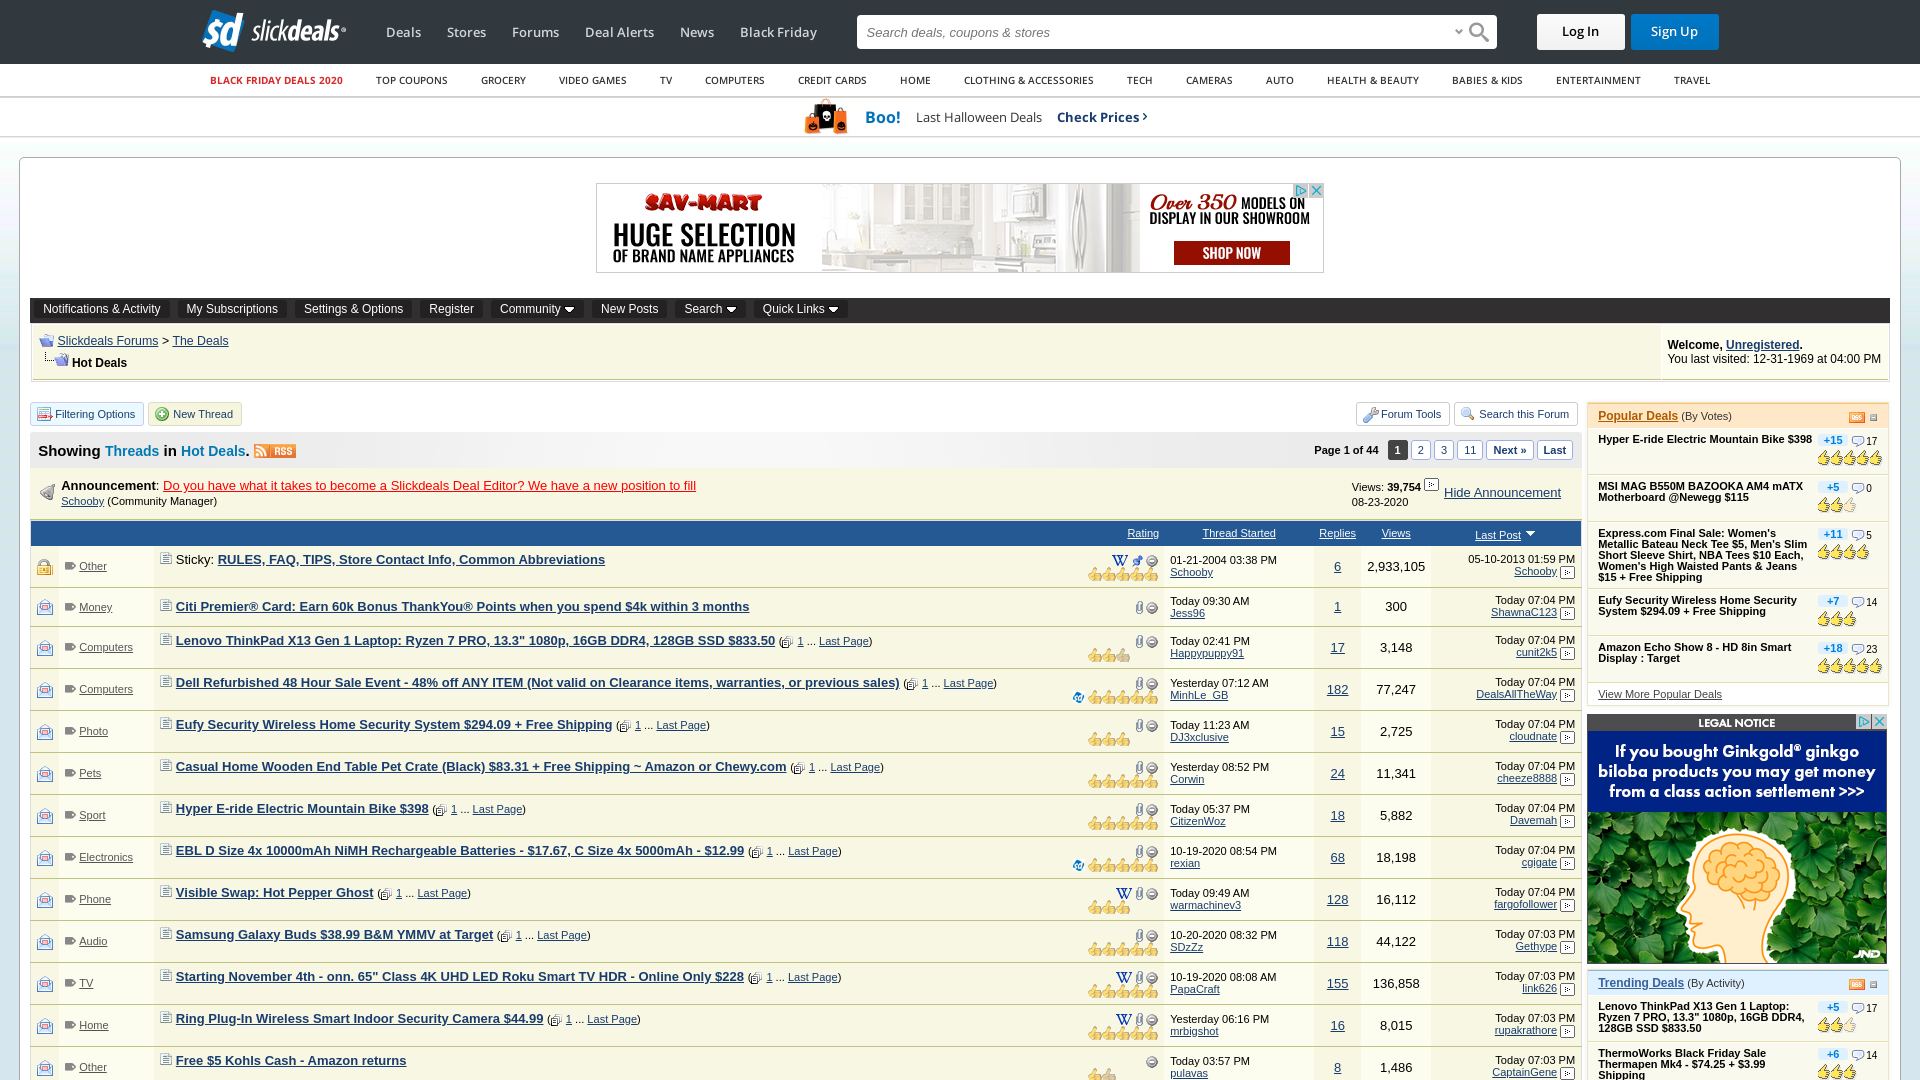 slickdeals
Deals Stores Forums Deal Alerts News Black Friday
Search deals, coupons & stores
Log In Sign Up
BLACK FRIDAY DEALS 2020 TOP COUPONS GROCERY VIDEO GAMES TV COMPUTERS CREDIT CARDS HOME CLOTHING & ACCESSORIES TECH CAMERAS AUTO HEALTH & BEAUTY BABIES & KIDS ENTERTAINMENT TRAVEL
Boo! Last Halloween Deals Check Prices ›
SAV-MART
HUGE SELECTION
OF BRAND NAME APPLIANCES
Over 350 MODELS ON
DISPLAY IN OUR SHOWROOM
SHOP NOW
Notifications & Activity My Subscriptions Settings & Options Register Community New Posts Search Quick Links
Slickdeals Forums > The Deals
Hot Deals
Welcome, Unregistered.
You last visited: 12-31-1969 at 04:00 PM
Filtering Options New Thread Forum Tools Search this Forum
Showing Threads in Hot Deals. RSS
Page 1 of 44 1 2 3 11 Next » Last
Announcement: Do you have what it takes to become a Slickdeals Deal Editor? We have a new position to fill
Schooby (Community Manager)
Views: 39,754
08-23-2020
Hide Announcement
Rating Thread Started Replies Views Last Post
Other Sticky: RULES, FAQ, TIPS, Store Contact Info, Common Abbreviations 01-21-2004 03:38 PM Schooby 6 2,933,105 05-10-2013 01:59 PM Schooby
Money Citi Premier® Card: Earn 60k Bonus ThankYou® Points when you spend $4k within 3 months Today 09:30 AM Jess96 1 300 Today 07:04 PM ShawnaC123
Computers Lenovo ThinkPad X13 Gen 1 Laptop: Ryzen 7 PRO, 13.3" 1080p, 16GB DDR4, 128GB SSD $833.50 ( 1 ... Last Page) Today 02:41 PM Happypuppy91 17 3,148 Today 07:04 PM cunit2k5
Computers Dell Refurbished 48 Hour Sale Event - 48% off ANY ITEM (Not valid on Clearance items, warranties, or previous sales) ( 1 ... Last Page) Yesterday 07:12 AM MinhLe_GB 182 77,247 Today 07:04 PM DealsAllTheWay
Photo Eufy Security Wireless Home Security System $294.09 + Free Shipping ( 1 ... Last Page) Today 11:23 AM DJ3xclusive 15 2,725 Today 07:04 PM cloudnate
Pets Casual Home Wooden End Table Pet Crate (Black) $83.31 + Free Shipping ~ Amazon or Chewy.com ( 1 ... Last Page) Yesterday 08:52 PM Corwin 24 11,341 Today 07:04 PM cheeze8888
Sport Hyper E-ride Electric Mountain Bike $398 ( 1 ... Last Page) Today 05:37 PM CitizenWoz 18 5,882 Today 07:04 PM Davemah
Electronics EBL D Size 4x 10000mAh NiMH Rechargeable Batteries - $17.67, C Size 4x 5000mAh - $12.99 ( 1 ... Last Page) 10-19-2020 08:54 PM rexian 68 18,198 Today 07:04 PM cgigate
Phone Visible Swap: Hot Pepper Ghost ( 1 ... Last Page) Today 09:49 AM warmachinev3 128 16,112 Today 07:04 PM fargofollower
Audio Samsung Galaxy Buds $38.99 B&M YMMV at Target ( 1 ... Last Page) 10-20-2020 08:32 PM SDzZz 118 44,122 Today 07:03 PM Gethype
TV Starting November 4th - onn. 65" Class 4K UHD LED Roku Smart TV HDR - Online Only $228 ( 1 ... Last Page) 10-19-2020 08:08 AM PapaCraft 155 136,858 Today 07:03 PM link626
Home Ring Plug-In Wireless Smart Indoor Security Camera $44.99 ( 1 ... Last Page) Yesterday 06:16 PM mrbigshot 16 8,015 Today 07:03 PM rupakrathore
Other Free $5 Kohls Cash - Amazon returns Today 03:57 PM pulavas 8 1,486 Today 07:03 PM CaptainGene
Popular Deals (By Votes) RSS
Hyper E-ride Electric Mountain Bike $398 +15 17
MSI MAG B550M BAZOOKA AM4 mATX
Motherboard @Newegg $115 +5 0
Express.com Final Sale: Women's
Metallic Bateau Neck Tee $5, Men's Slim
Short Sleeve Shirt, NBA Tees $10 Each,
Women's High Waisted Pants & Jeans
$15 + Free Shipping +11 5
Eufy Security Wireless Home Security
System $294.09 + Free Shipping +7 14
Amazon Echo Show 8 - HD 8in Smart
Display : Target +18 23
View More Popular Deals
LEGAL NOTICE
If you bought Ginkgold® ginkgo
biloba products you may get money
from a class action settlement >>>
JND
Trending Deals (By Activity) RSS
Lenovo ThinkPad X13 Gen 1 Laptop:
Ryzen 7 PRO, 13.3" 1080p, 16GB DDR4,
128GB SSD $833.50 +5 17
ThermoWorks Black Friday Sale
Thermapen Mk4 - $74.25 + $3.99
Shipping +6 14